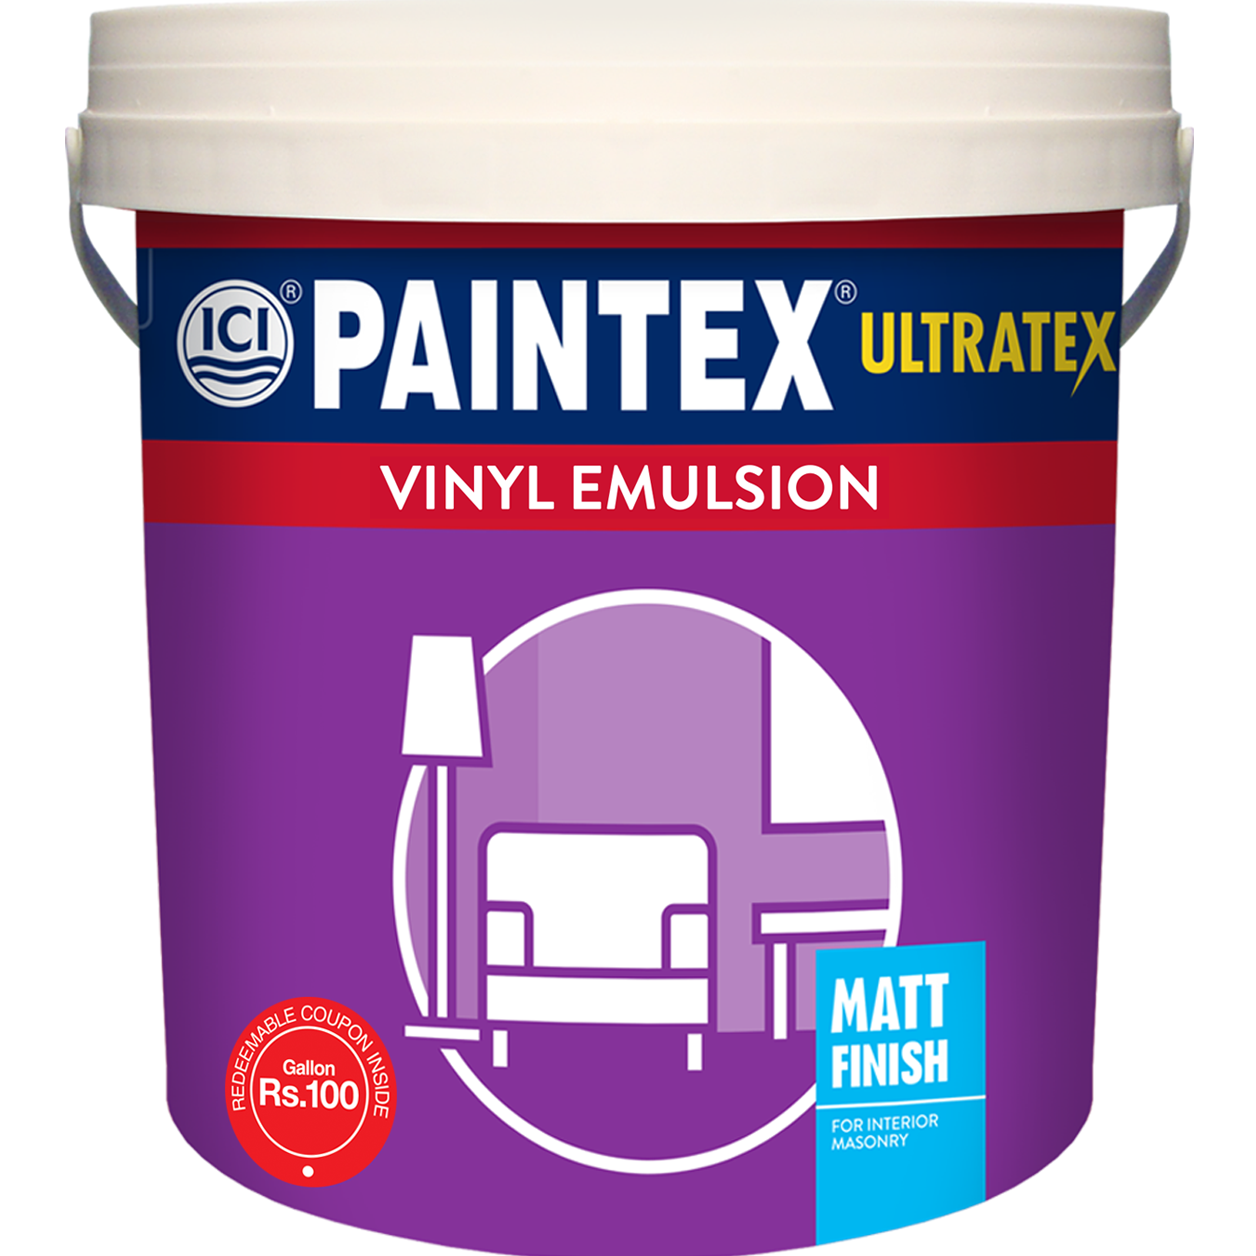 ICI ® PAINTEX ® ULTRATEX
VINYL EMULSION
MATT
FINISH
FOR INTERIOR
MASONRY
REDEEMABLE COUPON INSIDE
Gallon
Rs.100